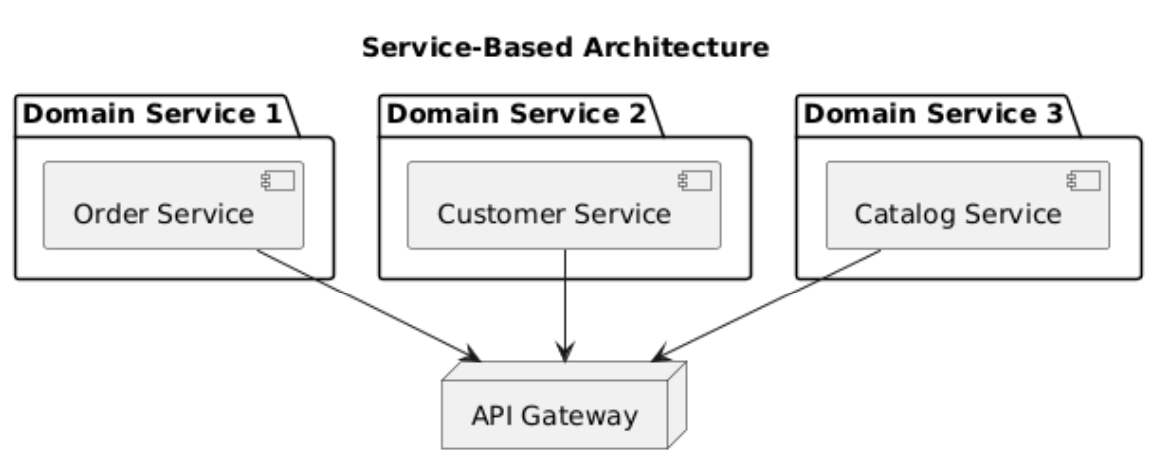 Service-Based Architecture
Domain Service 1
Order Service
Domain Service 2
Customer Service
Domain Service 3
Catalog Service
API Gateway